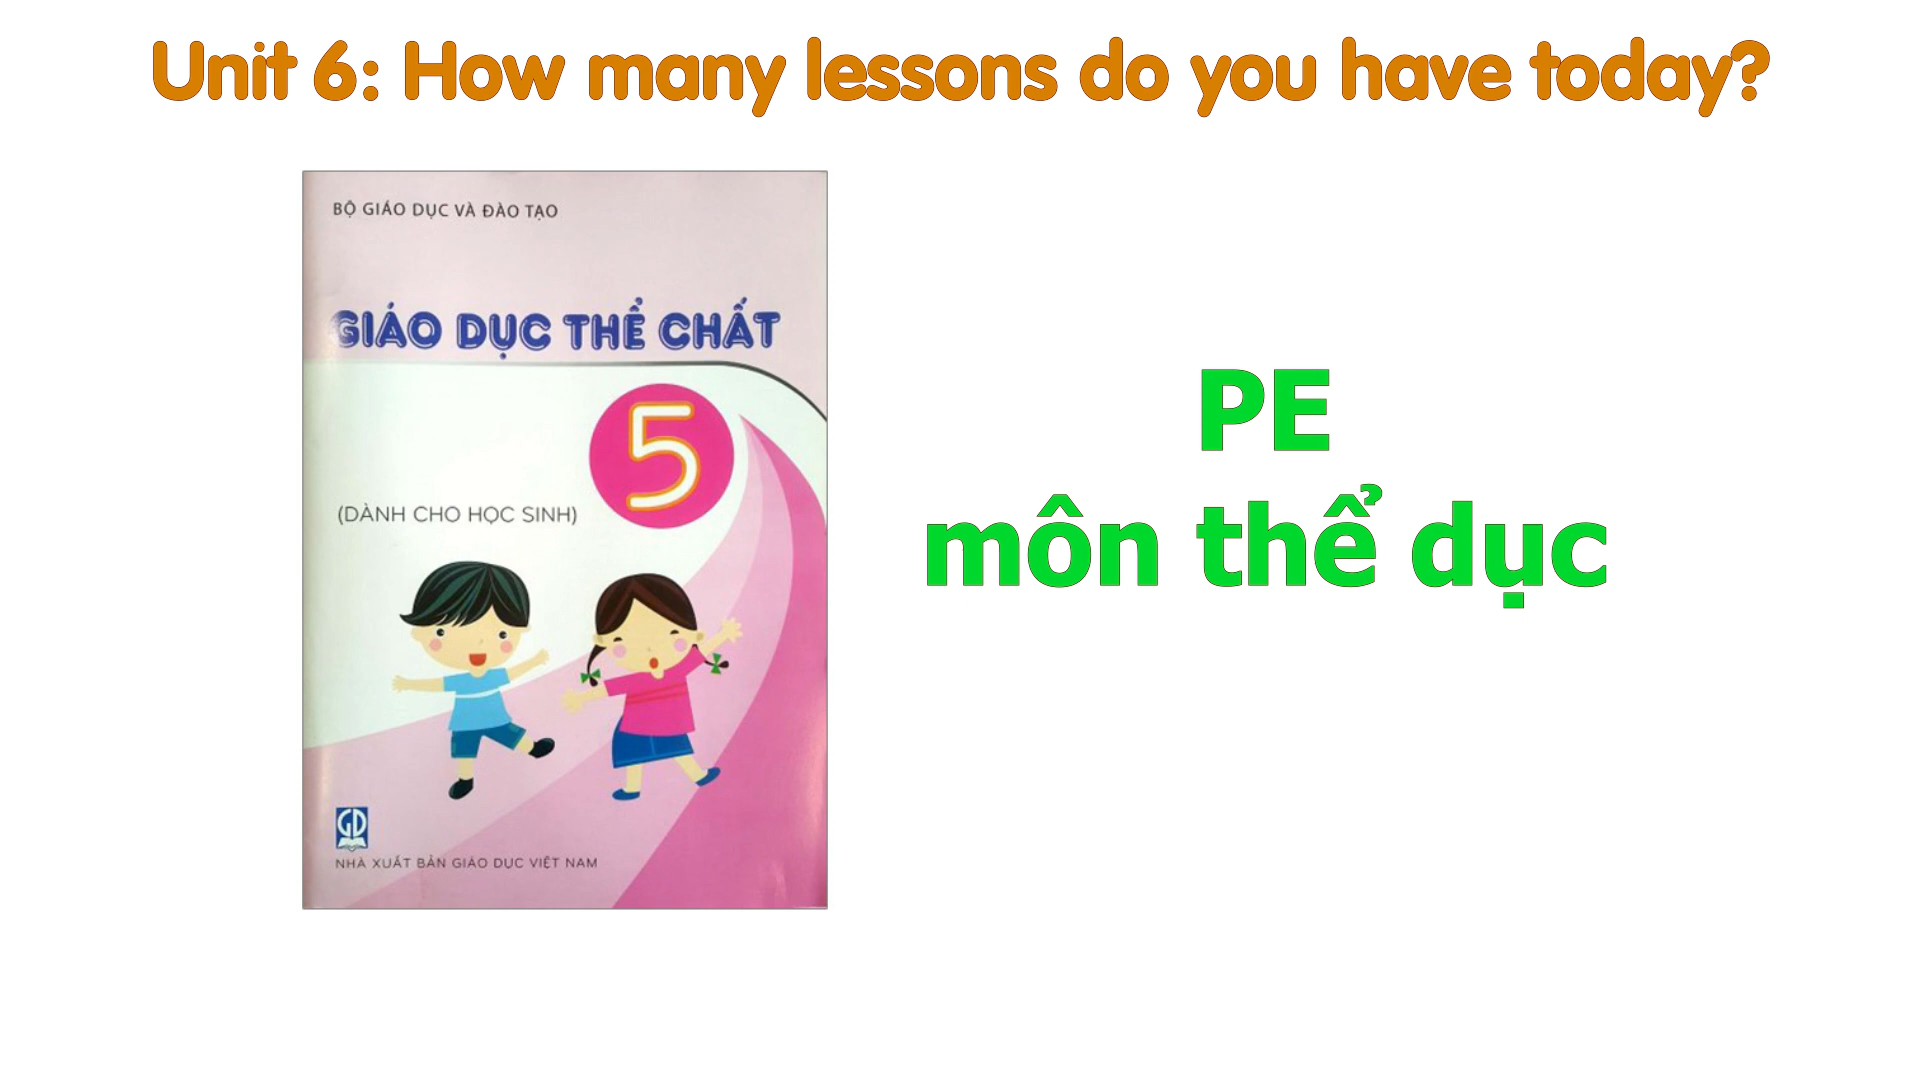 Unit 6: How many lessons do you have today?
BỘ GIÁO DỤC VÀ ĐÀO TẠO
GIÁO DỤC THỂ CHẤT
5
(DÀNH CHO HỌC SINH)
GD
NHÀ XUẤT BẢN GIÁO DỤC VIỆT NAM
PE
môn thể dục